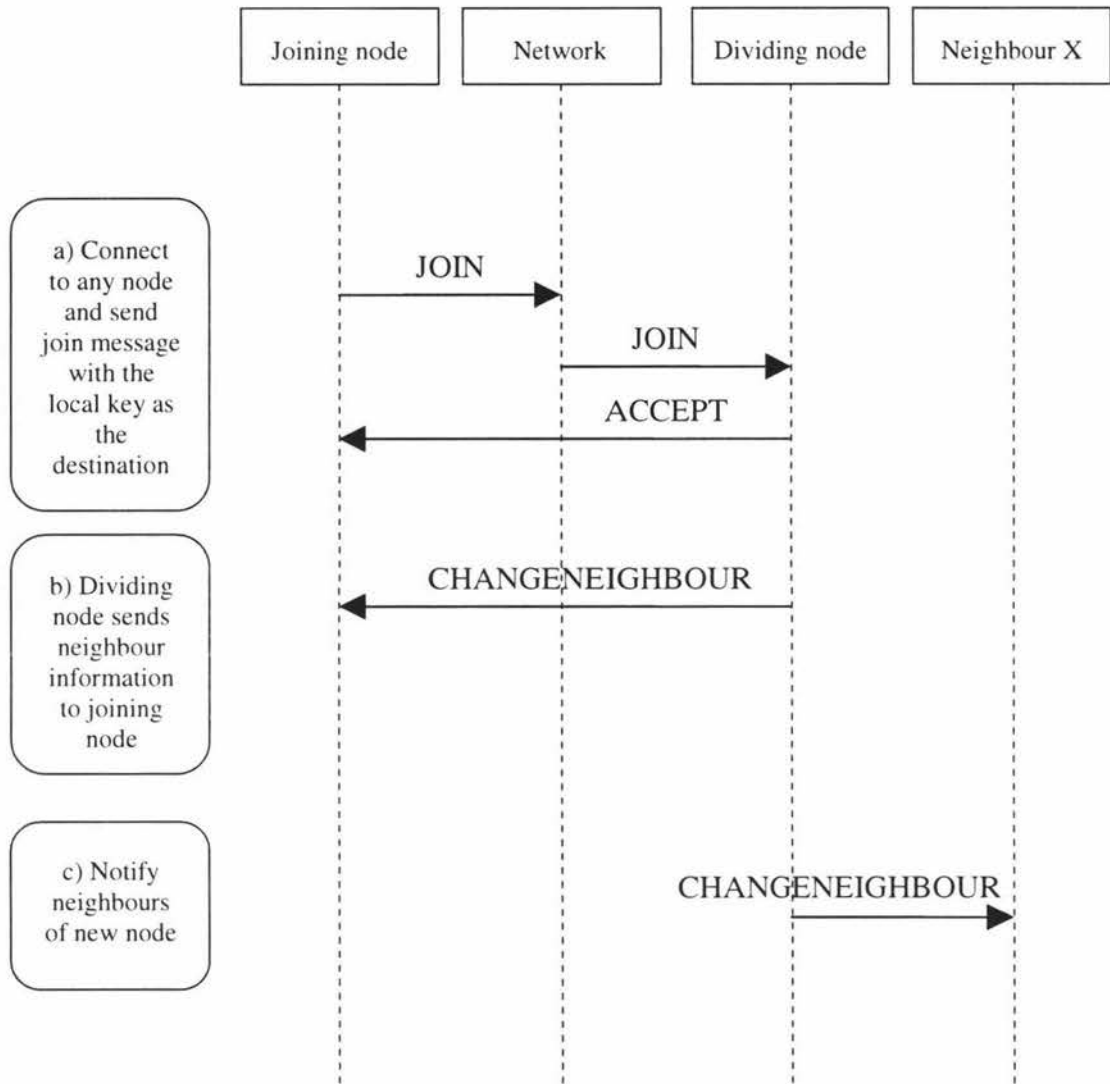 Joining node
Network
Dividing node
Neighbour X
a) Connect
to any node
and send
join message
with the
local key as
the
destination
JOIN
JOIN
ACCEPT
b) Dividing
node sends
neighbour
information
to joining
node
CHANGENEIGHBOUR
c) Notify
neighbours
of new node
CHANGENEIGHBOUR